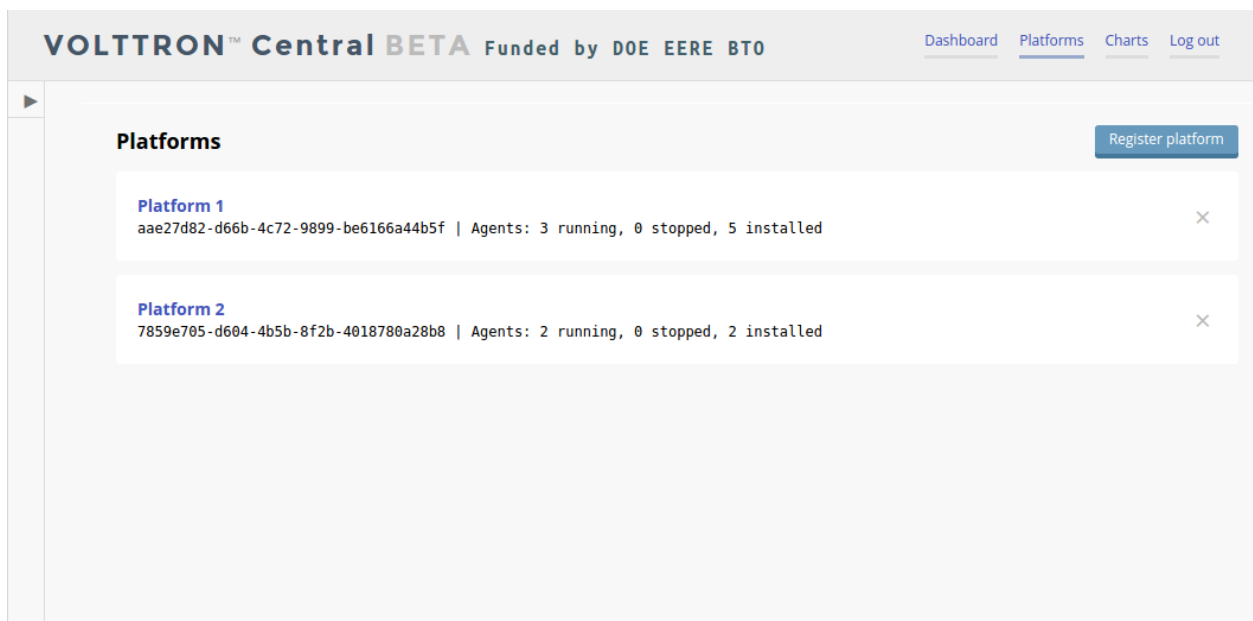 VOLTTRON™ Central BETA Funded by DOE EERE BTO
Dashboard Platforms Charts Log out
Platforms
Register platform
Platform 1
aae27d82-d66b-4c72-9899-be6166a44b5f | Agents: 3 running, 0 stopped, 5 installed
Platform 2
7859e705-d604-4b5b-8f2b-4018780a28b8 | Agents: 2 running, 0 stopped, 2 installed